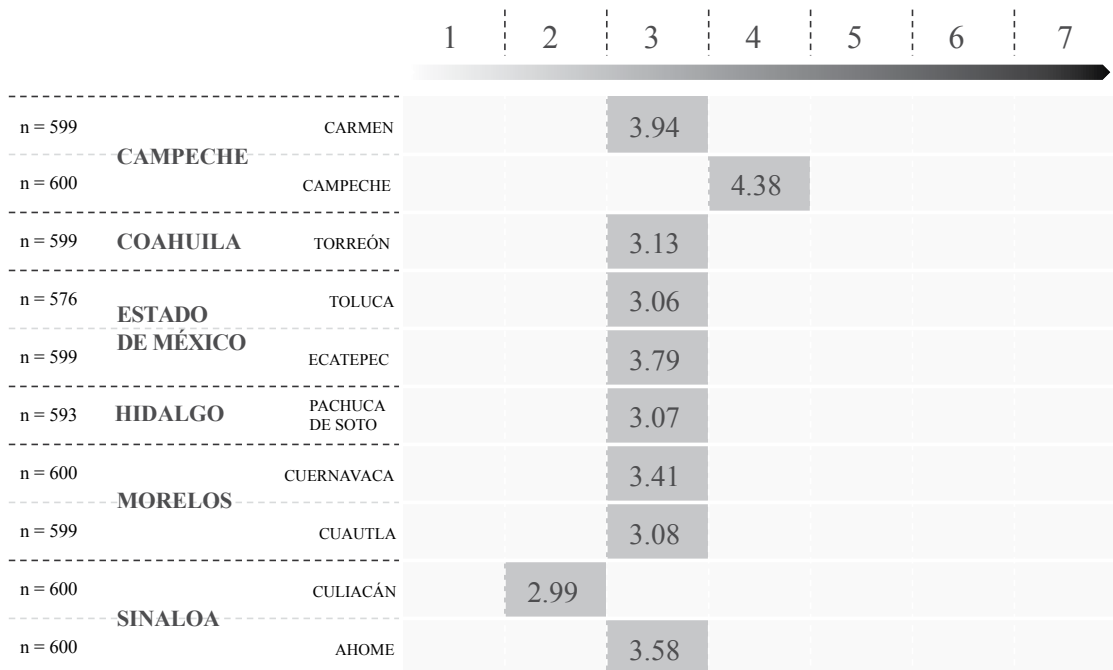 1 2 3 4 5 6 7
n = 599 CARMEN 3.94
CAMPECHE
n = 600 CAMPECHE 4.38
n = 599 COAHUILA TORREÓN 3.13
n = 576 TOLUCA 3.06
ESTADO
DE MÉXICO
n = 599 ECATEPEC 3.79
n = 593 HIDALGO PACHUCA
DE SOTO 3.07
n = 600 CUERNAVACA 3.41
MORELOS
n = 599 CUAUTLA 3.08
n = 600 CULIACÁN 2.99
SINALOA
n = 600 AHOME 3.58